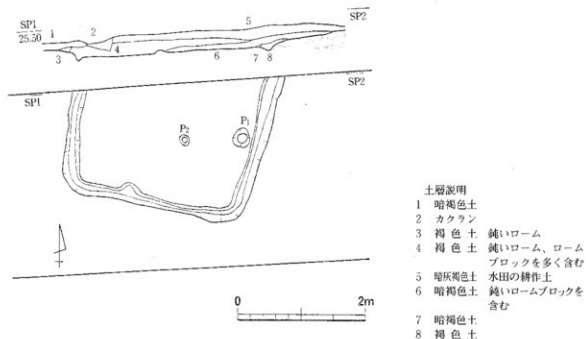 SP1
25.50
1
2
3
4
5
6
7
8
SP2
SP1
SP2
P2
P1
0
2m
土層説明
1 暗褐色土
2 カクラン
3 褐色土 鈍いローム
4 褐色土 鈍いローム、ローム
ブロックを多く含む
5 暗灰褐色土 水田の耕作土
6 暗褐色土 鈍いロームブロックを
含む
7 暗褐色土
8 褐色土